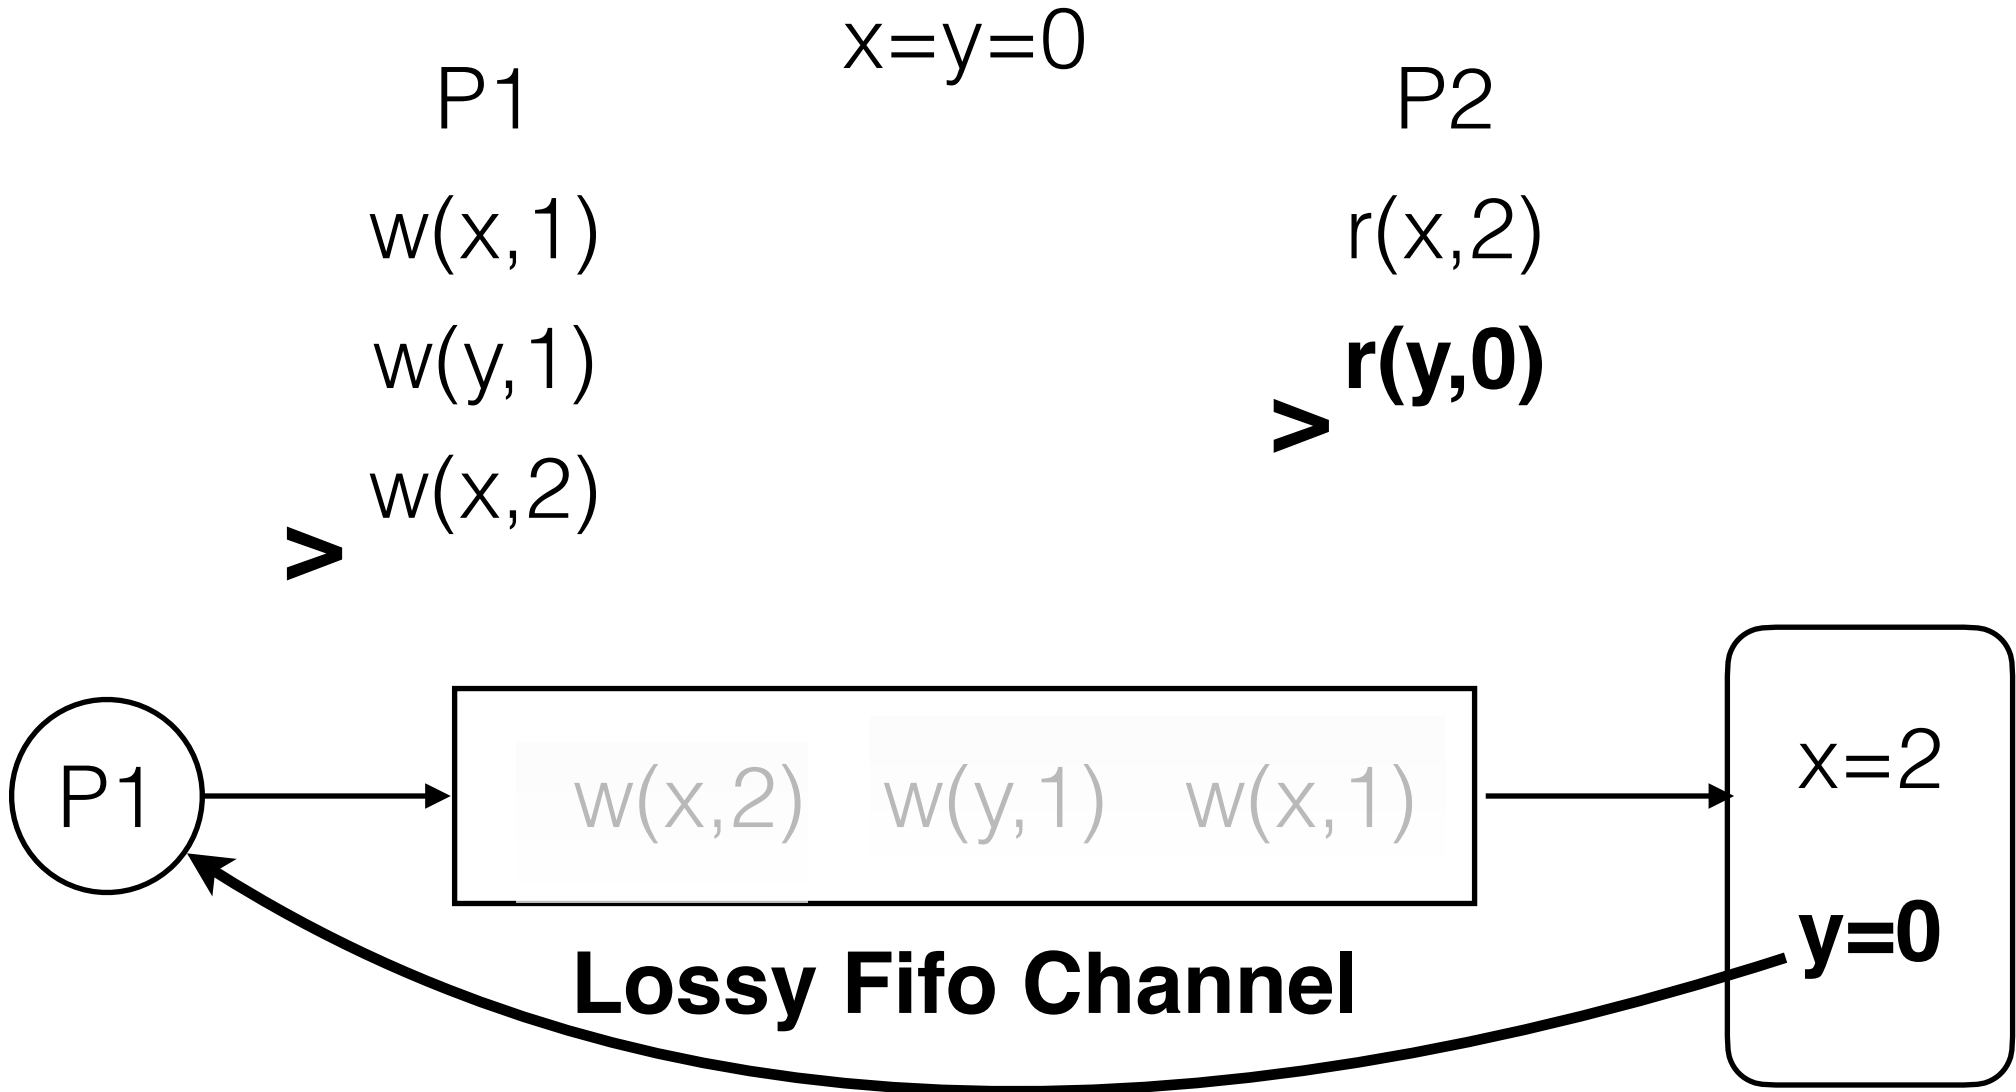 x=y=0
P1
P2
w(x,1)
r(x,2)
w(y,1)
r(y,0)
>
w(x,2)
>
P1
w(x,2) w(y,1) w(x,1)
x=2
y=0
Lossy Fifo Channel